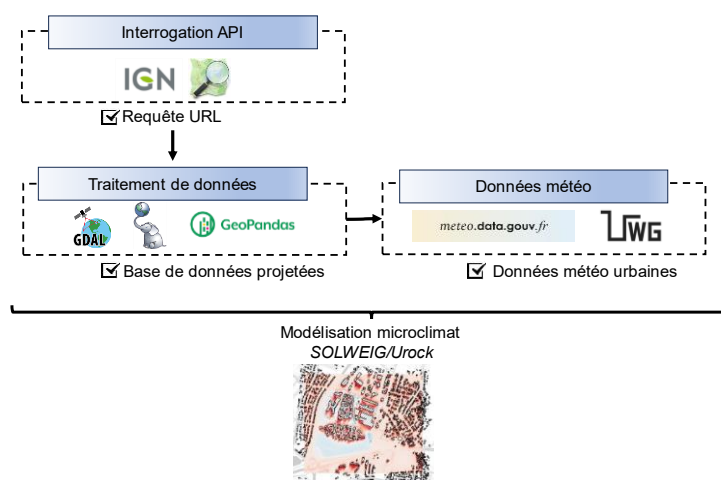 Interrogation API
IGN
Requête URL
Traitement de données
GDAL
GeoPandas
Base de données projetées
Données météo
meteo.data.gouv.fr
UWG
Données météo urbaines
Modélisation microclimat
SOLWEIG/Urock